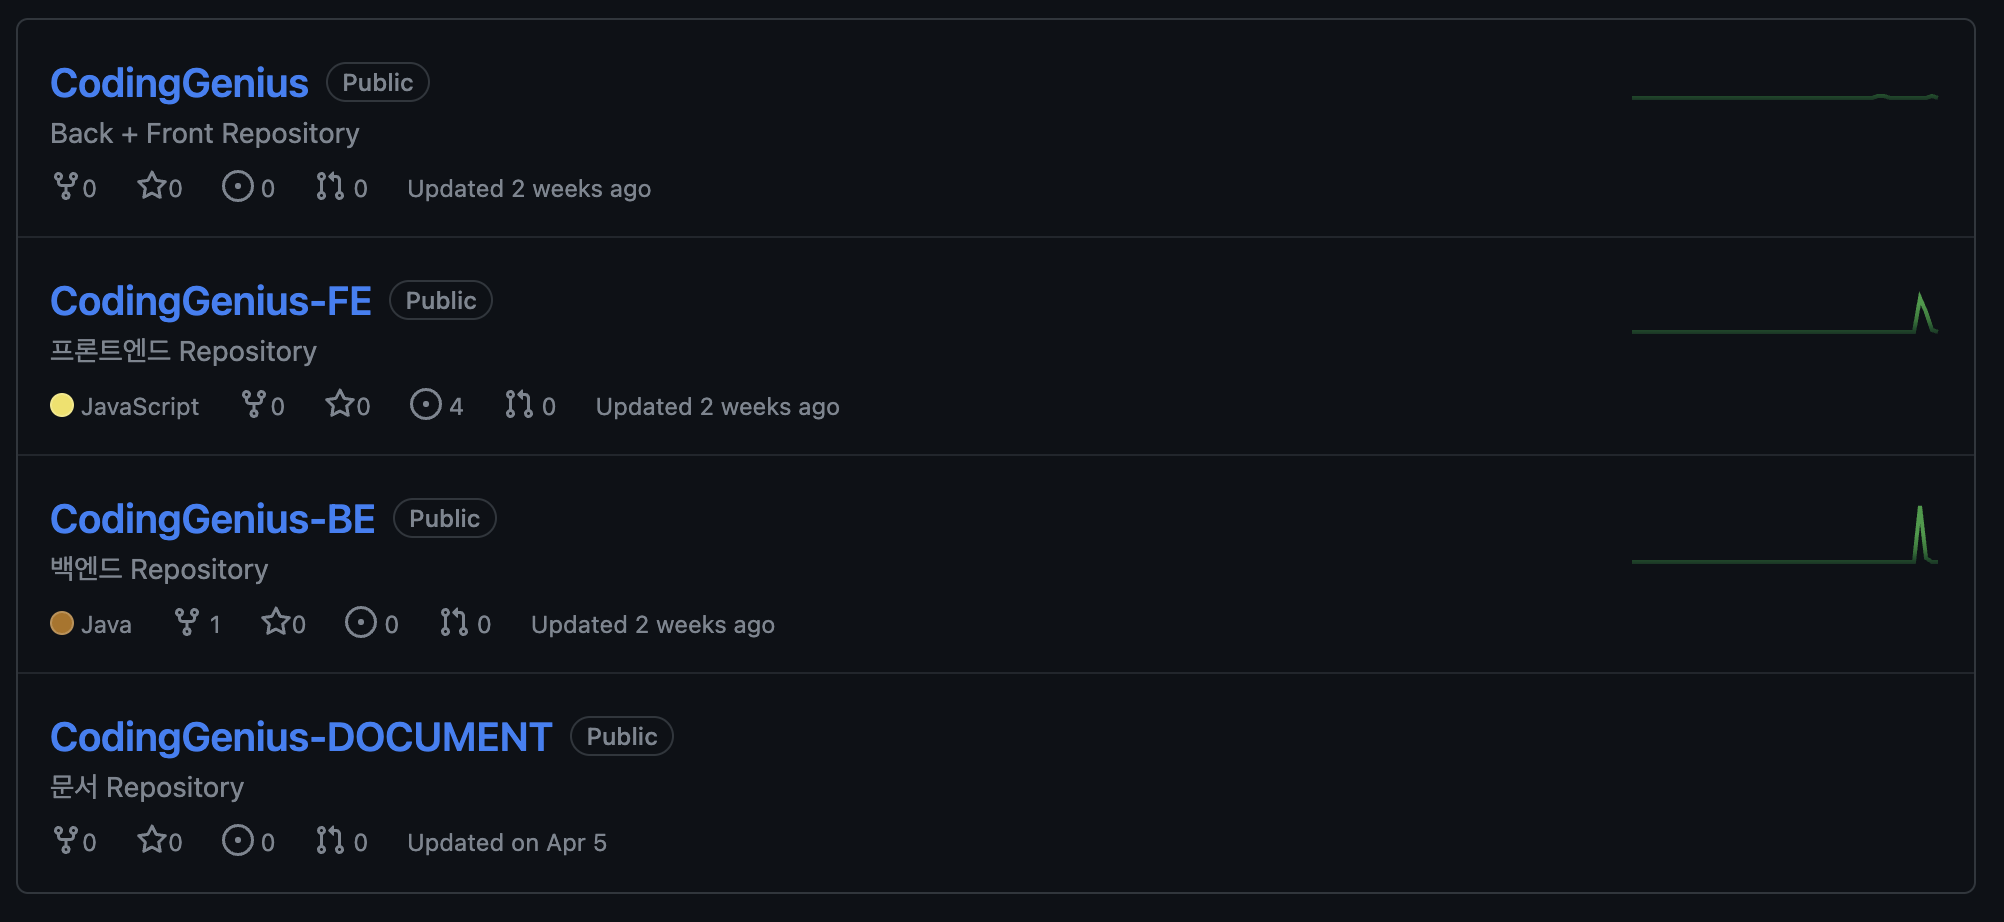 CodingGenius Public
Back + Front Repository
0 0 0 0 Updated 2 weeks ago
CodingGenius-FE Public
프론트엔드 Repository
JavaScript 0 0 4 0 Updated 2 weeks ago
CodingGenius-BE Public
백엔드 Repository
Java 1 0 0 0 Updated 2 weeks ago
CodingGenius-DOCUMENT Public
문서 Repository
0 0 0 0 Updated on Apr 5